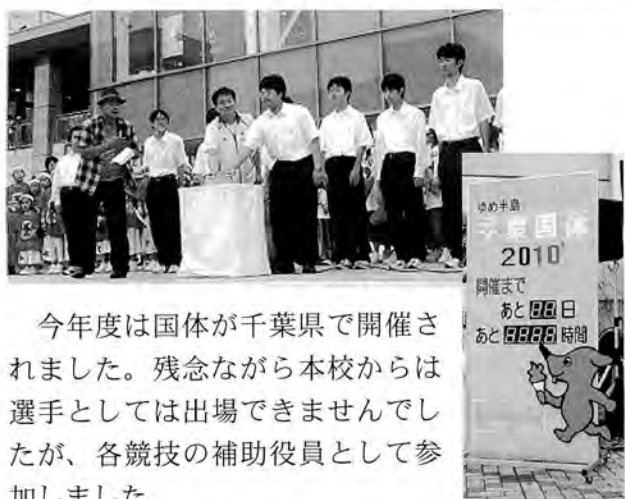 ゆめ半島
千葉国体
2010
開催まで
あと 88 日
あと 8888 時間
今年度は国体が千葉県で開催さ
れました。残念ながら本校からは
選手としては出場できませんでし
たが、各競技の補助役員として参
加しました